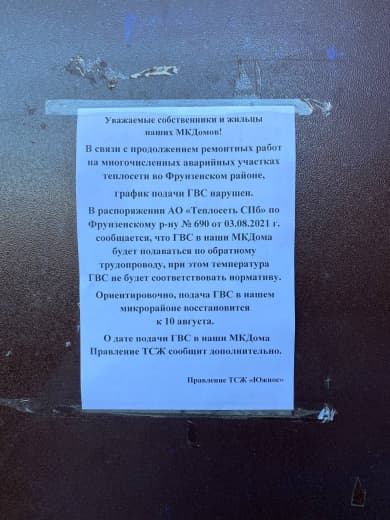 Уважаемые собственники и жильцы
наших МКДомов!
В связи с продолжением ремонтных работ
на многочисленных аварийных участках
теплосети во Фрунзенском районе,
график подачи ГВС нарушен.
В распоряжении АО «Теплосеть СПб» по
Фрунзенскому р-ну № 690 от 03.08.2021 г.
сообщается, что ГВС в наши МКДома
будет подаваться по обратному
трубопроводу, при этом температура
ГВС не будет соответствовать нормативу.
Ориентировочно, подача ГВС в нашем
микрорайоне восстановится
к 10 августа.
О дате подачи ГВС в наши МКДома
Правление ТСЖ сообщит дополнительно.
Правление ТСЖ «Южное»